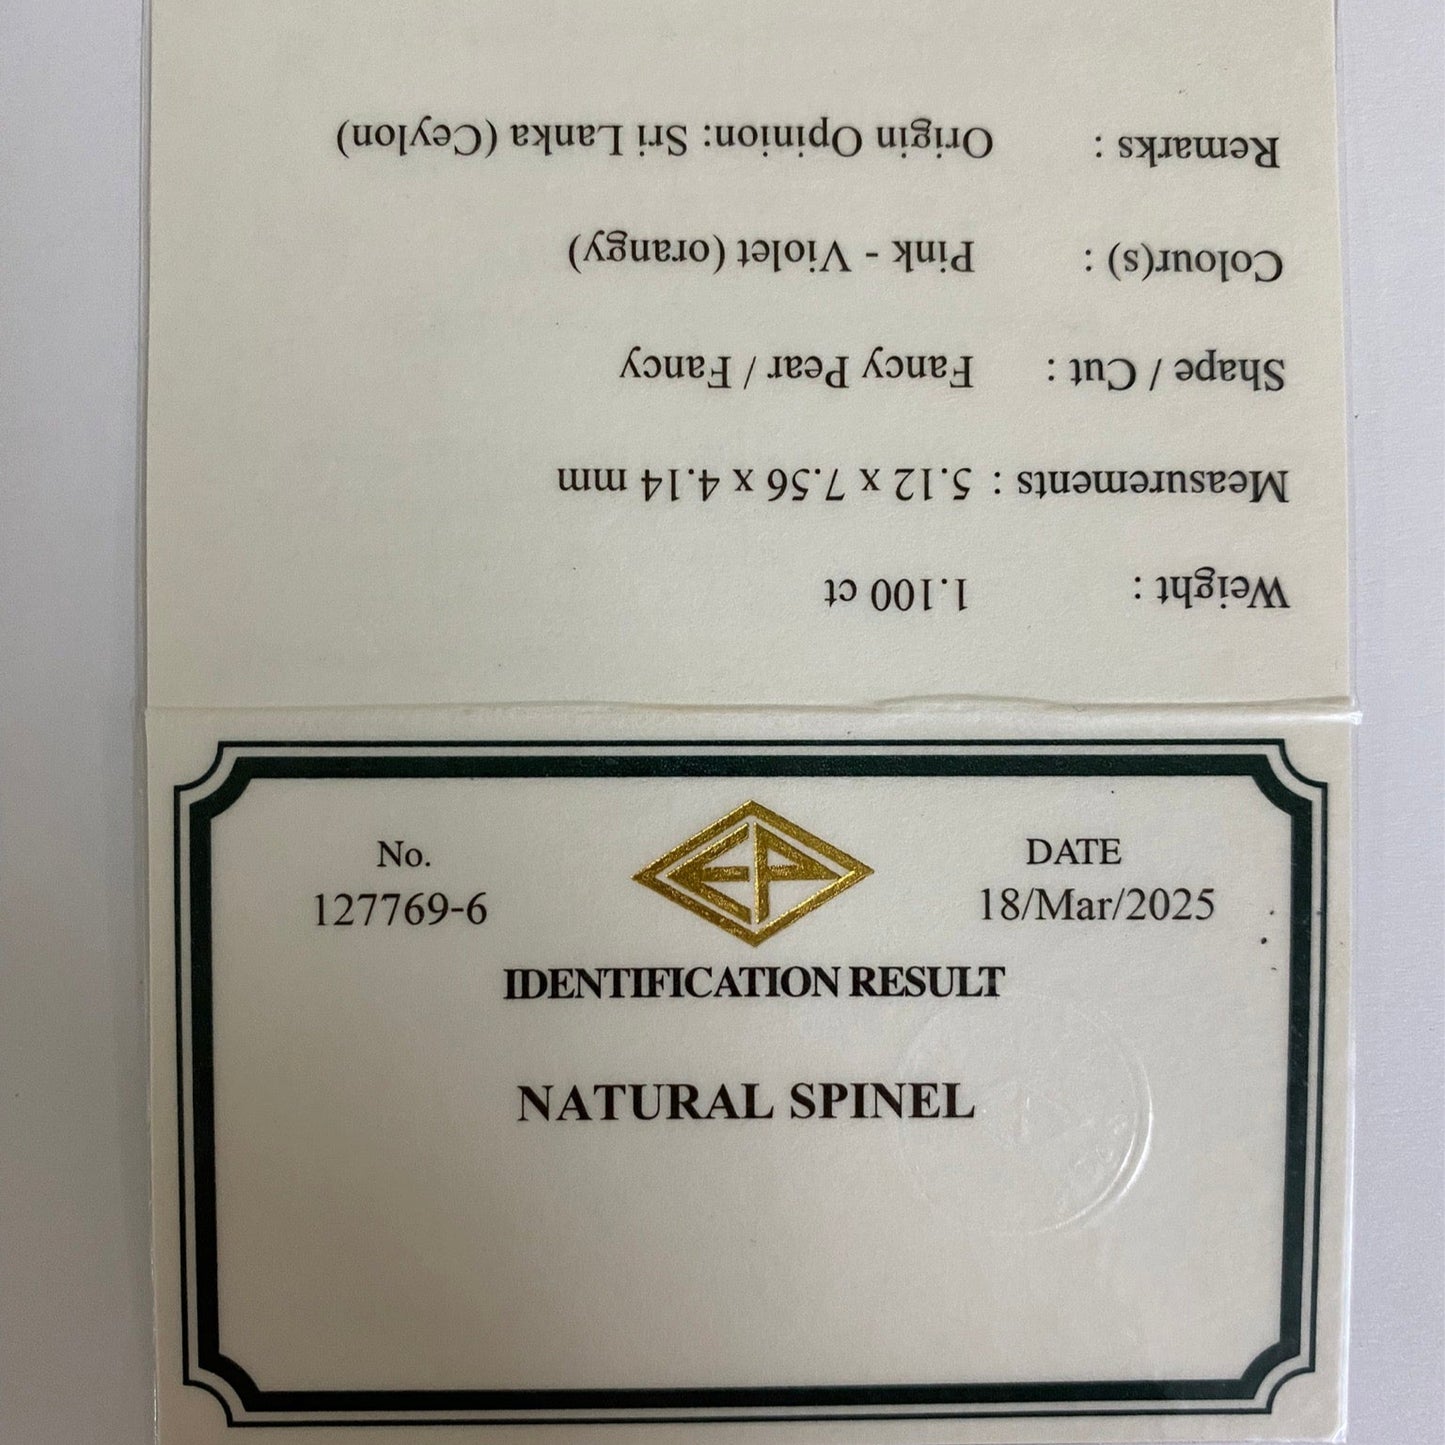 No.
127769-6
EP
DATE
18/Mar/2025
IDENTIFICATION RESULT
NATURAL SPINEL
Weight : 1.100 ct
Measurements : 5.12 x 7.56 x 4.14 mm
Shape / Cut : Fancy Pear / Fancy
Colour(s) : Pink - Violet (orangy)
Remarks : Origin Opinion: Sri Lanka (Ceylon)